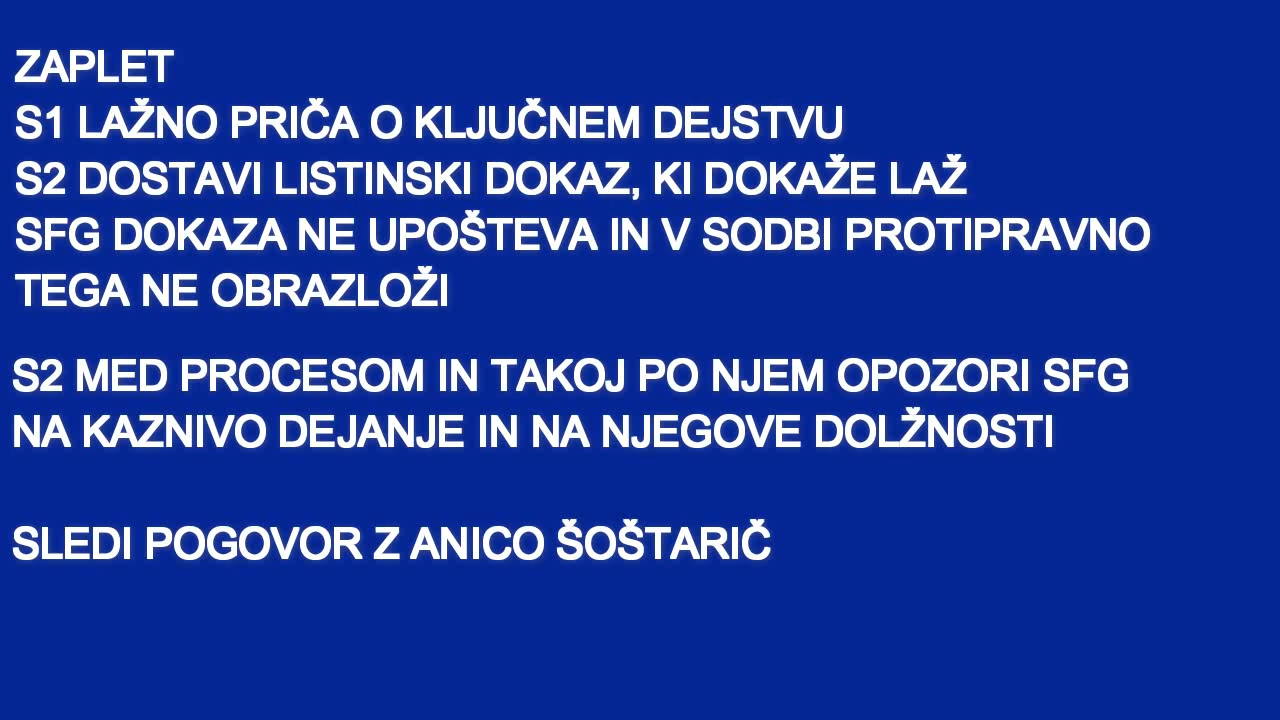 ZAPLET
S1 LAŽNO PRIČA O KLJUČNEM DEJSTVU
S2 DOSTAVI LISTINSKI DOKAZ, KI DOKAŽE LAŽ
SFG DOKAZA NE UPOŠTEVA IN V SODBI PROTIPRAVNO
TEGA NE OBRAZLOŽI
S2 MED PROCESOM IN TAKOJ PO NJEM OPOZORI SFG
NA KAZNIVO DEJANJE IN NA NJEGOVE DOLŽNOSTI
SLEDI POGOVOR Z ANICO ŠOŠTARIČ